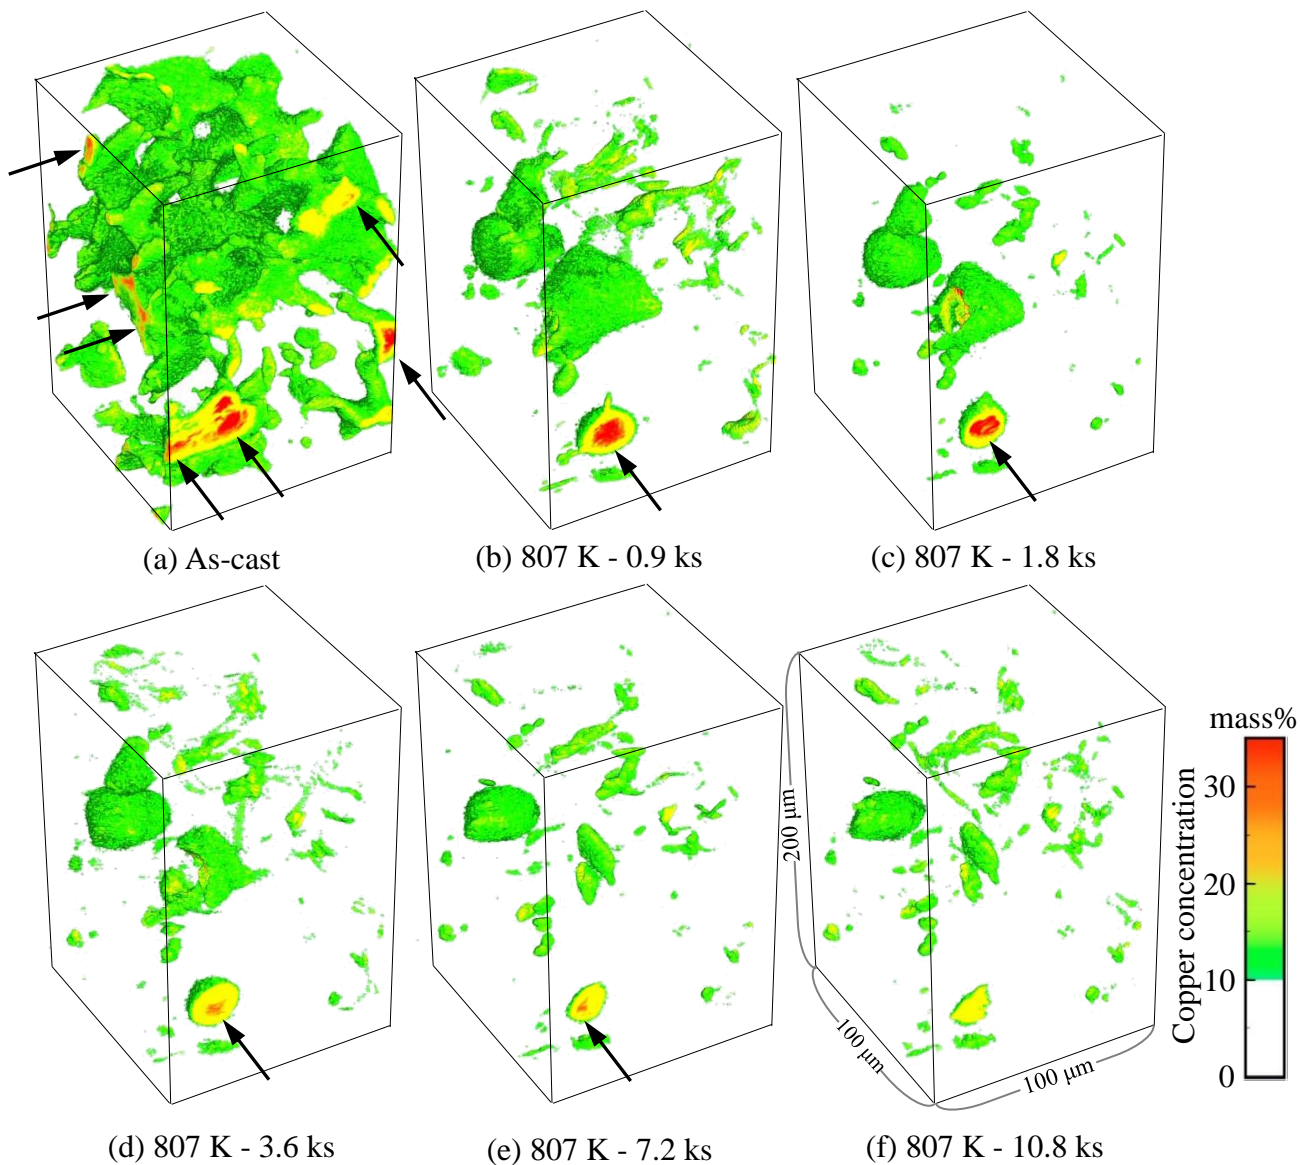 (a) As-cast
(b) 807 K - 0.9 ks
(c) 807 K - 1.8 ks
mass%
30
20
10
0
Copper concentration
200 μm
100 μm
100 μm
(d) 807 K - 3.6 ks
(e) 807 K - 7.2 ks
(f) 807 K - 10.8 ks